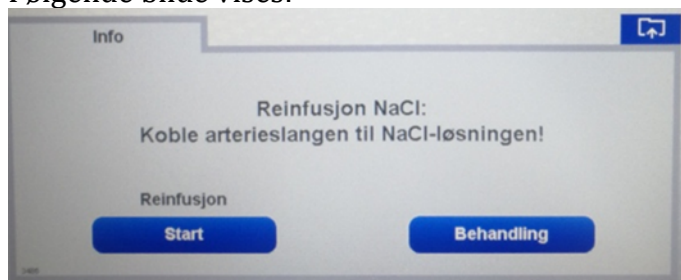 Følgende bilde vises:
Info
Reinfusjon NaCl:
Koble arterieslangen til NaCl-løsningen!
Reinfusjon
Start
Behandling